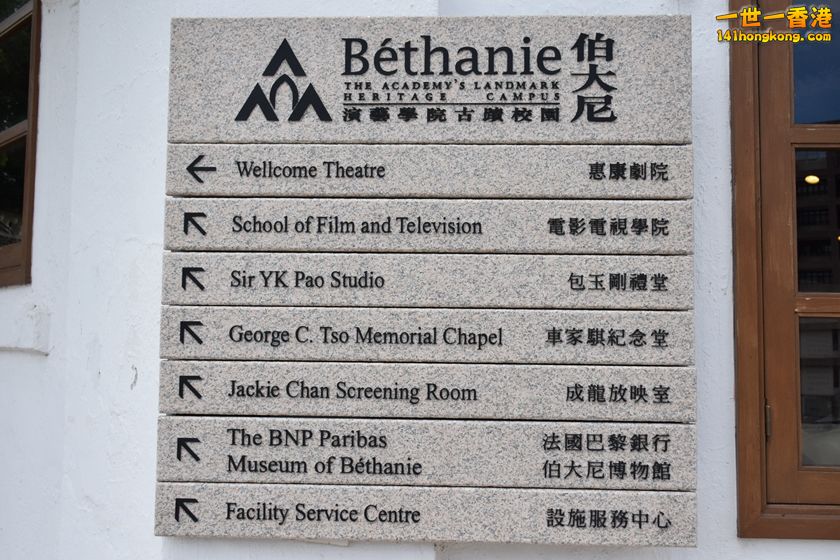 一世一香港
141hongkong.com
Béthanie 伯大尼
THE ACADEMY'S LANDMARK
HERITAGE CAMPUS
演藝學院古蹟校園
Wellcome Theatre 惠康劇院
School of Film and Television 電影電視學院
Sir YK Pao Studio 包玉剛禮堂
George C. Tso Memorial Chapel 車家騏紀念堂
Jackie Chan Screening Room 成龍放映室
The BNP Paribas 法國巴黎銀行
Museum of Béthanie 伯大尼博物館
Facility Service Centre 設施服務中心